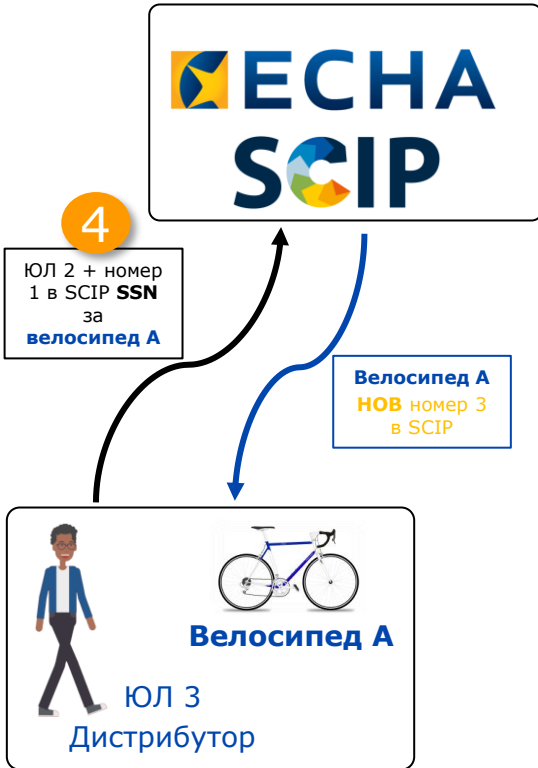 ECHA
SCIP
4
ЮЛ 2 + номер
1 в SCIP SSN
за
велосипед А
Велосипед А
НОВ номер 3
в SCIP
Велосипед А
ЮЛ 3
Дистрибутор